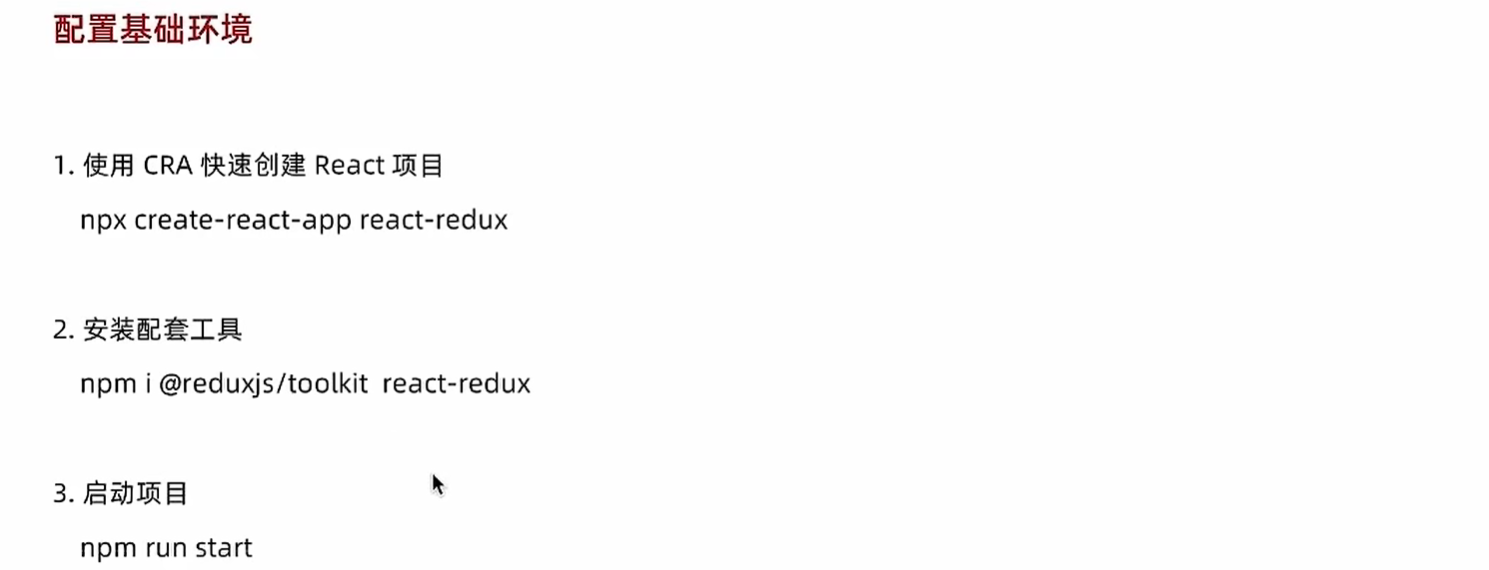 配置基础环境
1. 使用 CRA 快速创建 React 项目
npx create-react-app react-redux
2. 安装配套工具
npm i @reduxjs/toolkit react-redux
3. 启动项目
npm run start